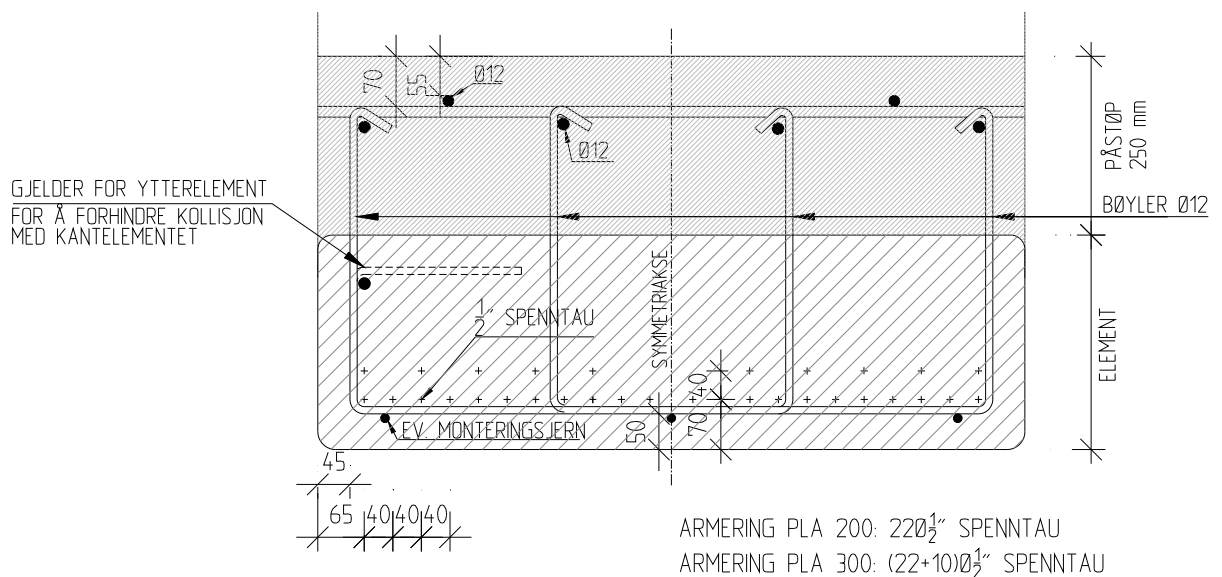 70
55
Ø12
Ø12
PÅSTØP
250 mm
GJELDER FOR YTTERELEMENT
FOR Å FORHINDRE KOLLISJON
MED KANTELEMENTET
BØYLER Ø12
SYMMETRIAKSE
1/2″ SPENNTAU
ELEMENT
40
EV. MONTERINGSJERN
50
70
45
65 40 40 40
ARMERING PLA 200: 22Ø1/2″ SPENNTAU
ARMERING PLA 300: (22+10)Ø1/2″ SPENNTAU